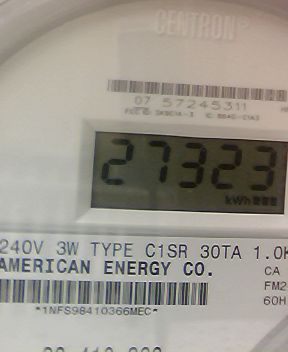 CENTRON®
07 57245311
27323
kWh
240V 3W TYPE C1SR 30TA 1.0K
AMERICAN ENERGY CO.
CA
FM2
60H
*1NFS98410366MEC*